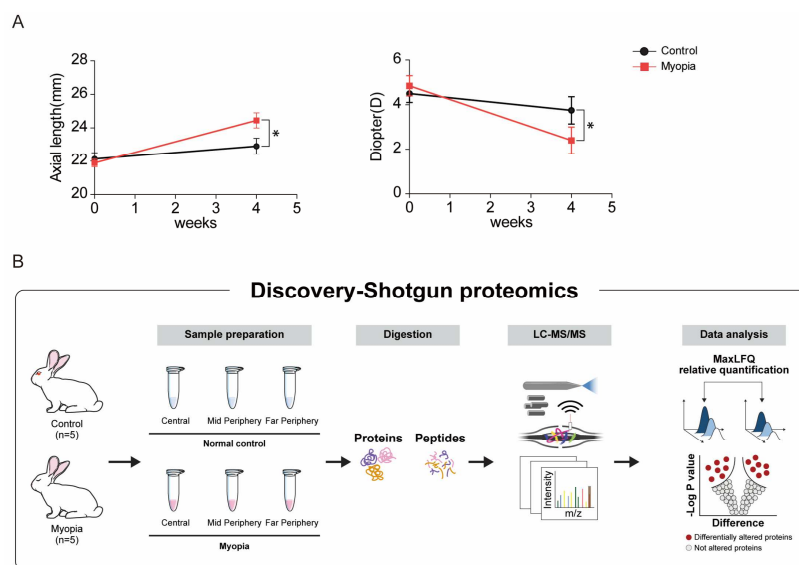 A
Axial length(mm)
28
26
24
22
20
0 1 2 3 4 5
weeks
*
Diopter(D)
6
4
2
0
0 1 2 3 4 5
weeks
*
Control
Myopia
B
Discovery-Shotgun proteomics
Sample preparation
Digestion
LC-MS/MS
Data analysis
Control
(n=5)
Central Mid Periphery Far Periphery
Normal control
Myopia
(n=5)
Central Mid Periphery Far Periphery
Myopia
Proteins Peptides
Intensity
m/z
MaxLFQ
relative quantification
-Log P value
Difference
Differentially altered proteins
Not altered proteins